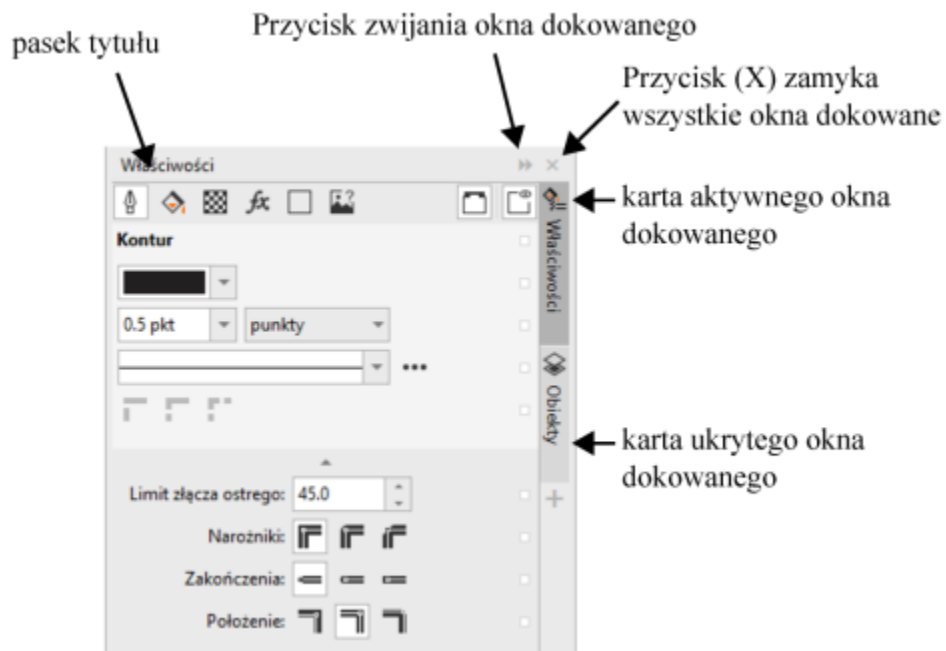 Przycisk zwijania okna dokowanego
pasek tytułu
Przycisk (X) zamyka
wszystkie okna dokowane
Właściwości
karta aktywnego okna
dokowanego
Właściwości
Kontur
0.5 pkt
punkty
Obiekty
karta ukrytego okna
dokowanego
Limit złącza ostrego:
45.0
Narożniki:
Zakończenia:
Położenie: